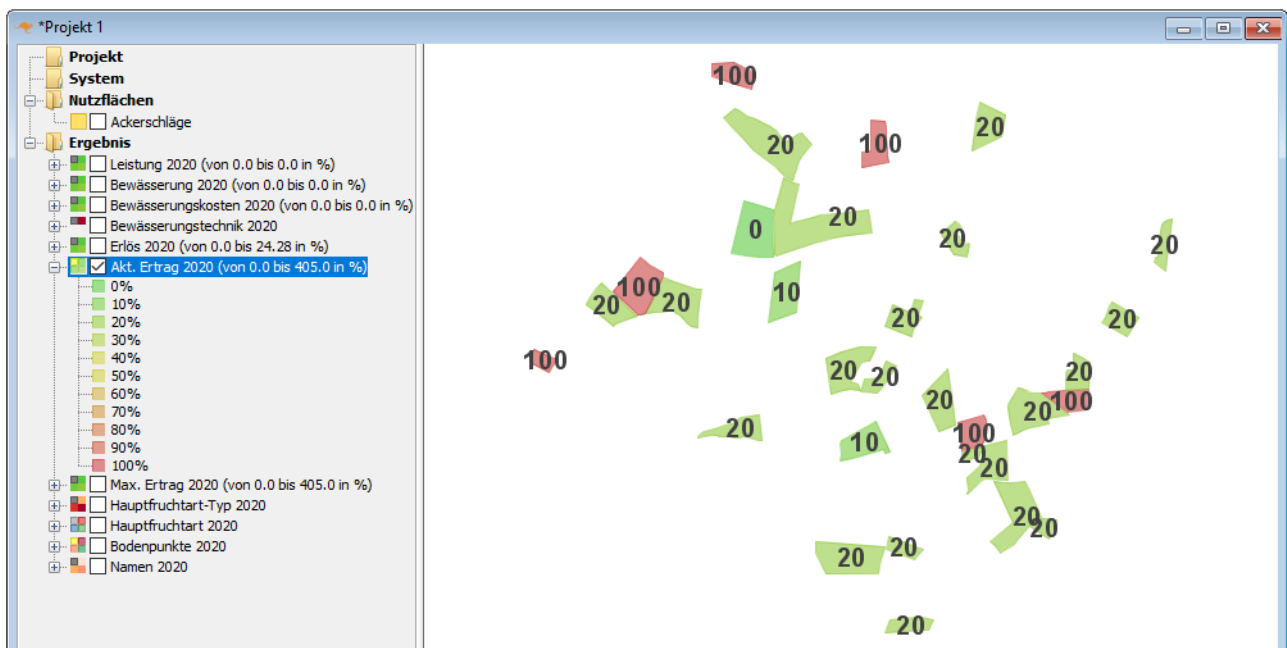 *Projekt 1
Projekt
System
Nutzflächen
Ackerschläge
Ergebnis
Leistung 2020 (von 0.0 bis 0.0 in %)
Bewässerung 2020 (von 0.0 bis 0.0 in %)
Bewässerungskosten 2020 (von 0.0 bis 0.0 in %)
Bewässerungstechnik 2020
Erlös 2020 (von 0.0 bis 24.28 in %)
Akt. Ertrag 2020 (von 0.0 bis 405.0 in %)
0%
10%
20%
30%
40%
50%
60%
70%
80%
90%
100%
Max. Ertrag 2020 (von 0.0 bis 405.0 in %)
Hauptfruchtart-Typ 2020
Hauptfruchtart 2020
Bodenpunkte 2020
Namen 2020
100
20
100
20
0
20
20
20
100
20
20
10
20
20
100
20
20
20
20
20
100
20
10
100
20
20
20
20
20
20
20